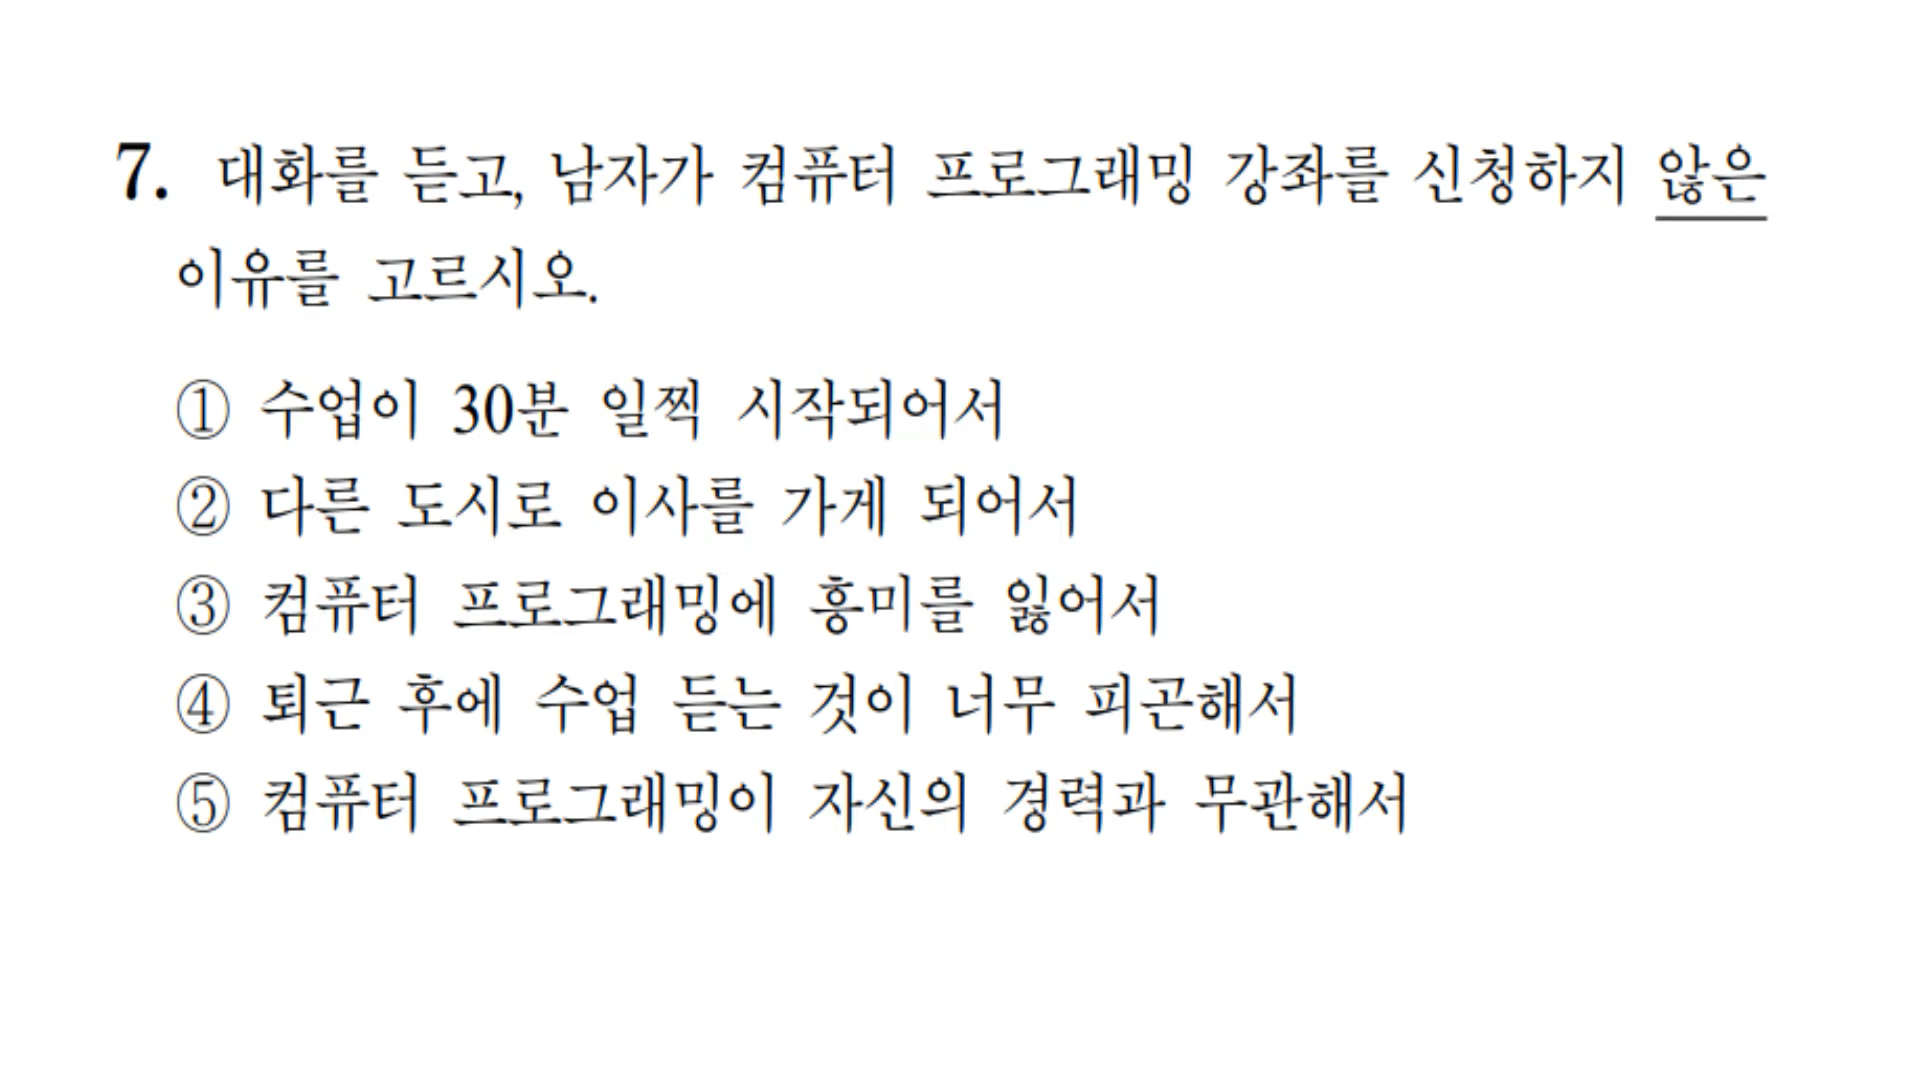 7. 대화를 듣고, 남자가 컴퓨터 프로그래밍 강좌를 신청하지 않은
이유를 고르시오.
① 수업이 30분 일찍 시작되어서
② 다른 도시로 이사를 가게 되어서
③ 컴퓨터 프로그래밍에 흥미를 잃어서
④ 퇴근 후에 수업 듣는 것이 너무 피곤해서
⑤ 컴퓨터 프로그래밍이 자신의 경력과 무관해서